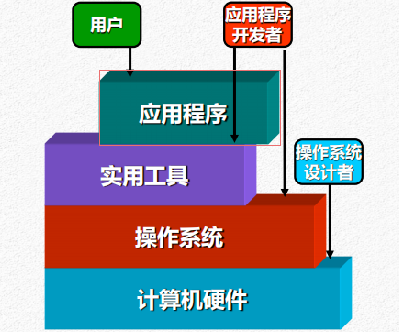 用户
应用程序
开发者
应用程序
操作系统
设计者
实用工具
操作系统
计算机硬件